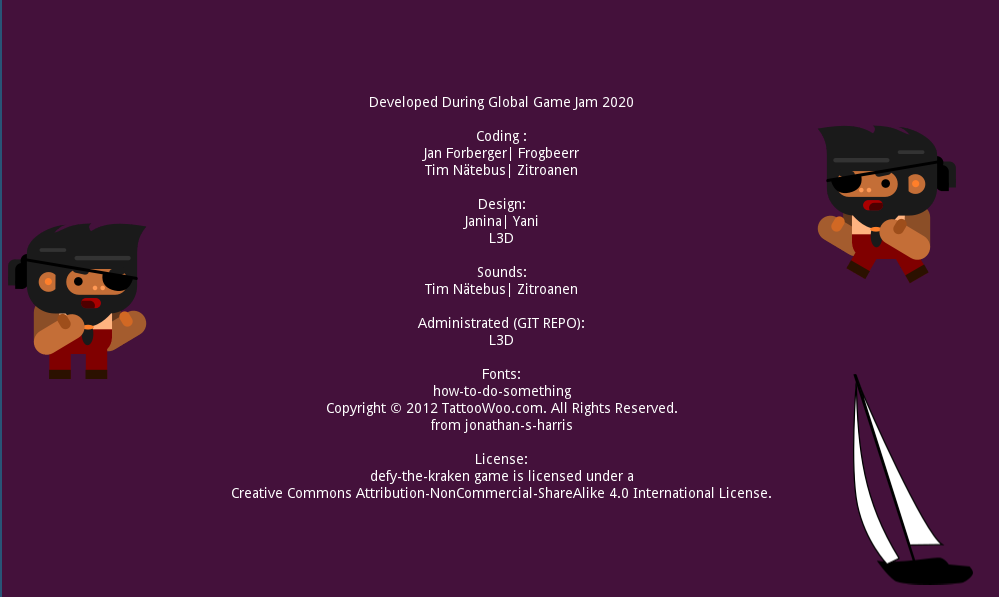 Developed During Global Game Jam 2020
Coding :
Jan Forberger| Frogbeerr
Tim Nätebus| Zitroanen
Design:
Janina| Yani
L3D
Sounds:
Tim Nätebus| Zitroanen
Administrated (GIT REPO):
L3D
Fonts:
how-to-do-something
Copyright © 2012 TattooWoo.com. All Rights Reserved.
from jonathan-s-harris
License:
defy-the-kraken game is licensed under a
Creative Commons Attribution-NonCommercial-ShareAlike 4.0 International License.